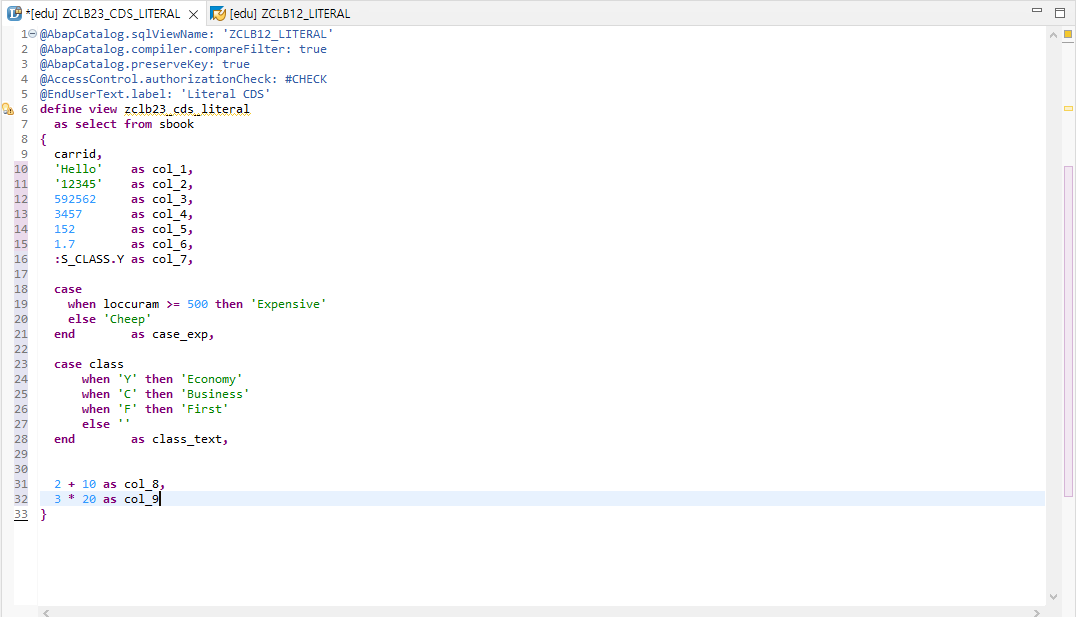 *[edu] ZCLB23_CDS_LITERAL [edu] ZCLB12_LITERAL
1 @AbapCatalog.sqlViewName: 'ZCLB12_LITERAL'
2 @AbapCatalog.compiler.compareFilter: true
3 @AbapCatalog.preserveKey: true
4 @AccessControl.authorizationCheck: #CHECK
5 @EndUserText.label: 'Literal CDS'
6 define view zclb23_cds_literal
7 as select from sbook
8 {
9 carrid,
10 'Hello' as col_1,
11 '12345' as col_2,
12 592562 as col_3,
13 3457 as col_4,
14 152 as col_5,
15 1.7 as col_6,
16 :S_CLASS.Y as col_7,
17
18 case
19 when loccuram >= 500 then 'Expensive'
20 else 'Cheep'
21 end as case_exp,
22
23 case class
24 when 'Y' then 'Economy'
25 when 'C' then 'Business'
26 when 'F' then 'First'
27 else ''
28 end as class_text,
29
30
31 2 + 10 as col_8,
32 3 * 20 as col_9
33 }